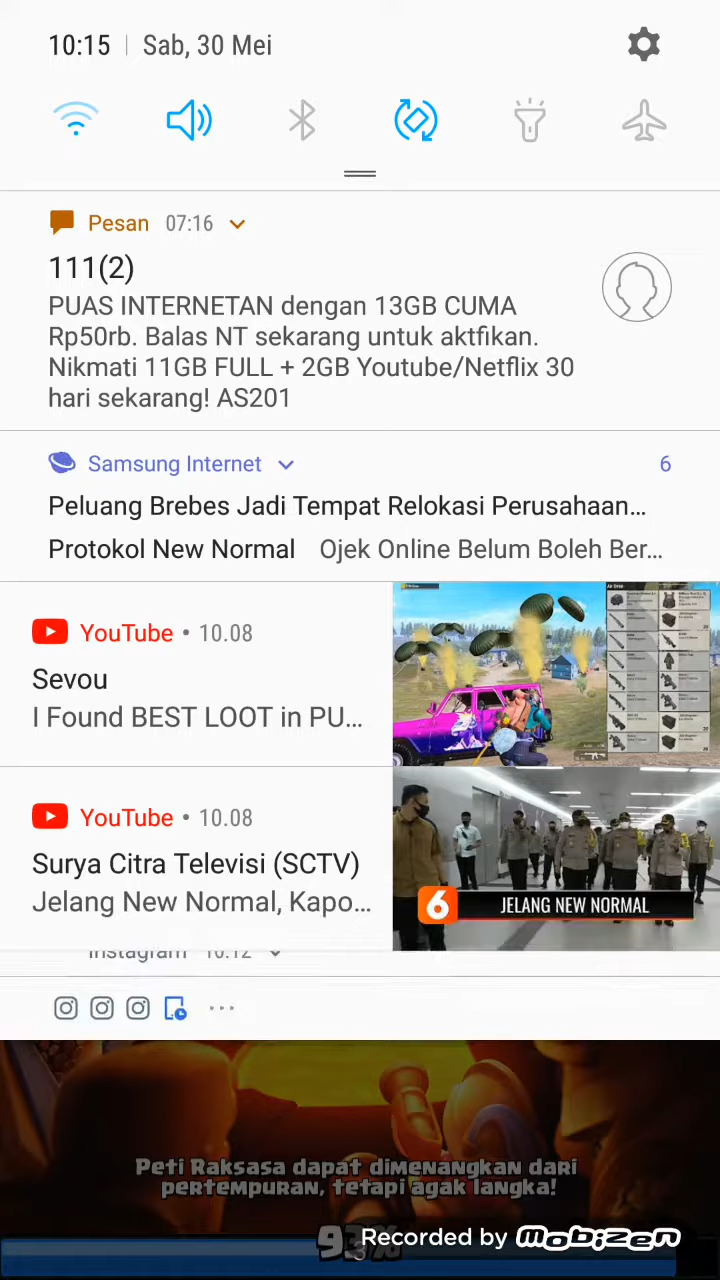 10:15 | Sab, 30 Mei
Pesan 07:16
111(2)
PUAS INTERNETAN dengan 13GB CUMA
Rp50rb. Balas NT sekarang untuk aktfikan.
Nikmati 11GB FULL + 2GB Youtube/Netflix 30
hari sekarang! AS201
Samsung Internet 6
Peluang Brebes Jadi Tempat Relokasi Perusahaan...
Protokol New Normal Ojek Online Belum Boleh Ber...
YouTube • 10.08
Sevou
I Found BEST LOOT in PU...
YouTube • 10.08
Surya Citra Televisi (SCTV)
Jelang New Normal, Kapo...
6 JELANG NEW NORMAL
Instagram 10.12
Peti Raksasa dapat dimenangkan dari
pertempuran, tetapi agak langka!
93%
Recorded by Mobizen